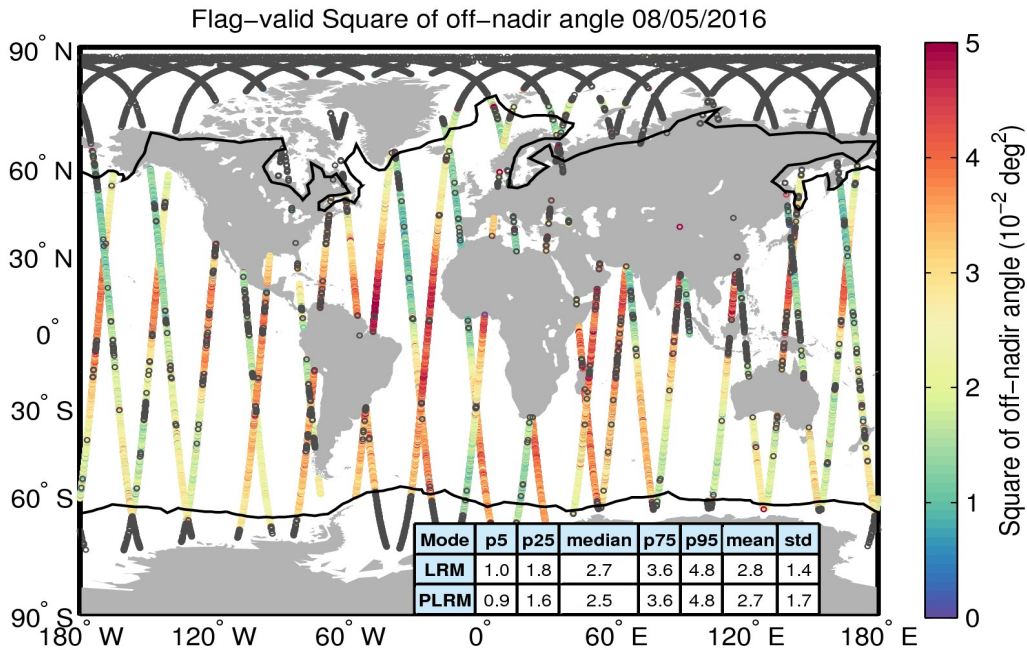 Flag−valid Square of off−nadir angle 08/05/2016
90° N
60° N
30° N
0°
30° S
60° S
90° S
180° W
120° W
60° W
0°
60° E
120° E
180° E
Mode p5 p25 median p75 p95 mean std
LRM 1.0 1.8 2.7 3.6 4.8 2.8 1.4
PLRM 0.9 1.6 2.5 3.6 4.8 2.7 1.7
5
4
3
2
1
0
Square of off−nadir angle (10⁻² deg²)